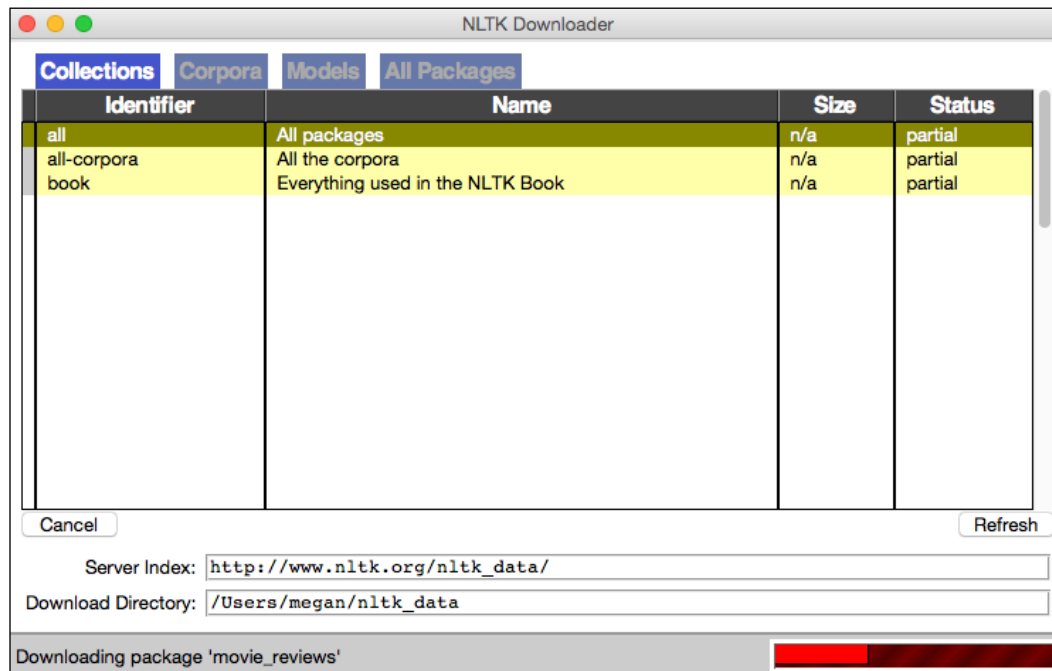 NLTK Downloader
Collections Corpora Models All Packages
Identifier Name Size Status
all All packages n/a partial
all-corpora All the corpora n/a partial
book Everything used in the NLTK Book n/a partial
Cancel Refresh
Server Index: http://www.nltk.org/nltk_data/
Download Directory: /Users/megan/nltk_data
Downloading package 'movie_reviews'